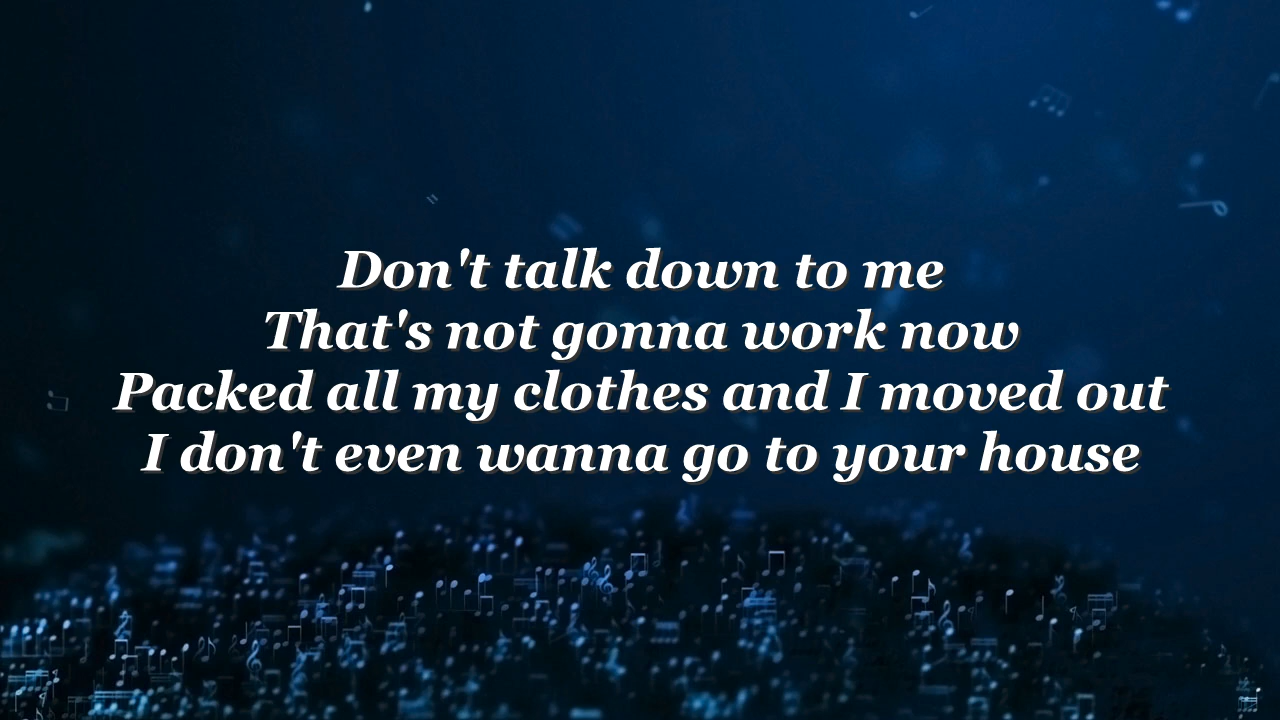 Don't talk down to me
That's not gonna work now
Packed all my clothes and I moved out
I don't even wanna go to your house